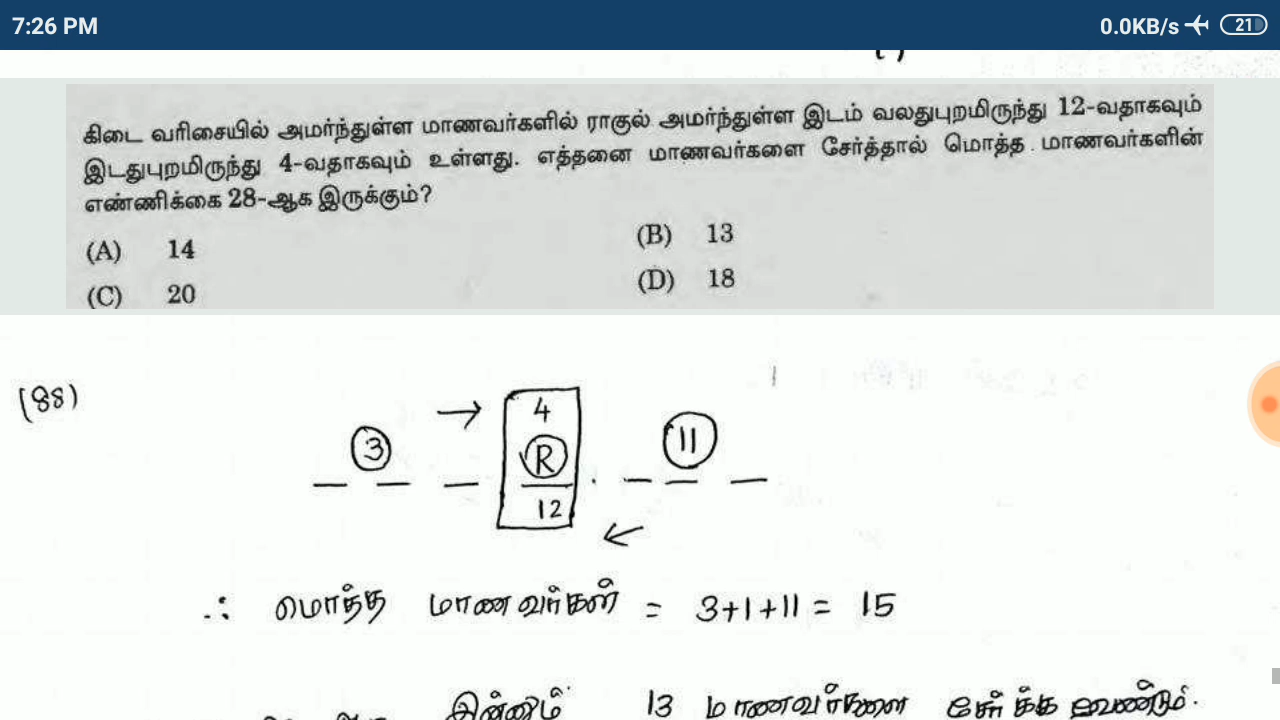 7:26 PM 0.0KB/s 21
கிடை வரிசையில் அமர்ந்துள்ள மாணவர்களில் ராகுல் அமர்ந்துள்ள இடம் வலதுபுறமிருந்து 12-வதாகவும்
இடதுபுறமிருந்து 4-வதாகவும் உள்ளது. எத்தனை மாணவர்களை சேர்த்தால் மொத்த மாணவர்களின்
எண்ணிக்கை 28-ஆக இருக்கும்?
(A) 14 (B) 13
(C) 20 (D) 18
(88)
4
3 R 11
12
∴ மொத்த மாணவர்கள் = 3+1+11 = 15
இன்னும் 13 மாணவர்களை சேர்க்க வேண்டும்.